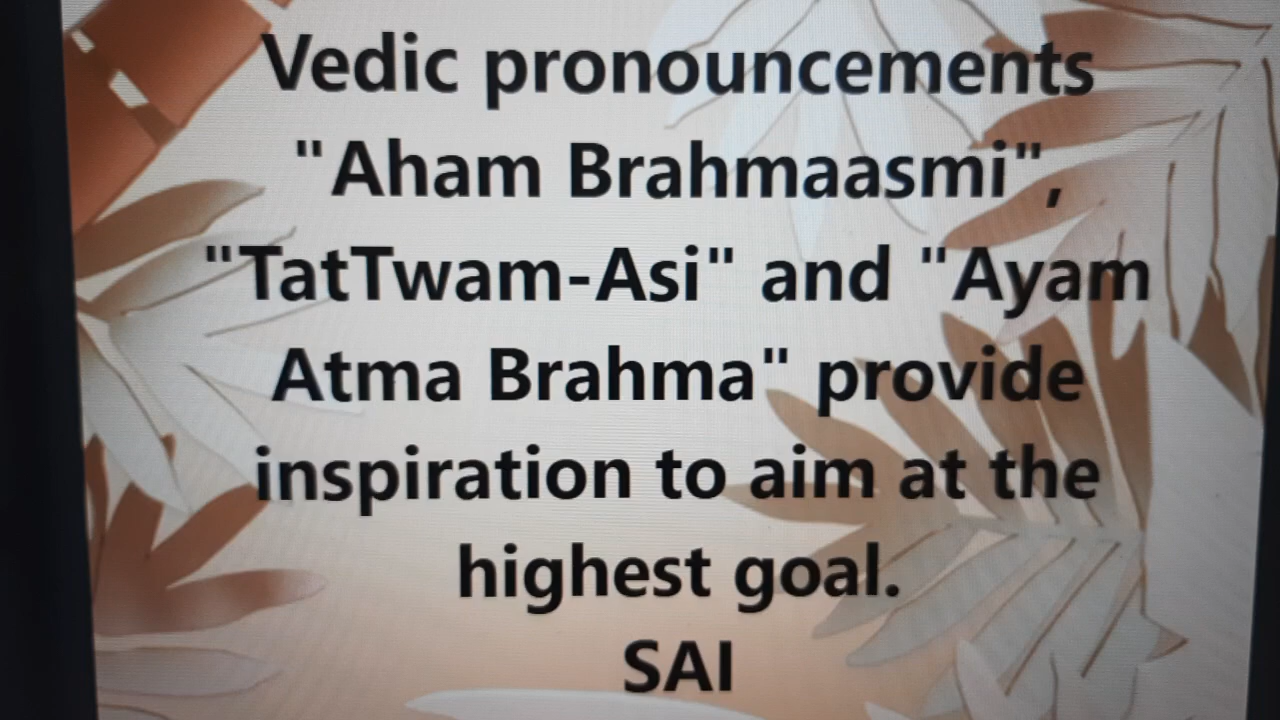 Vedic pronouncements
"Aham Brahmaasmi",
"TatTwam-Asi" and "Ayam
Atma Brahma" provide
inspiration to aim at the
highest goal.
SAI